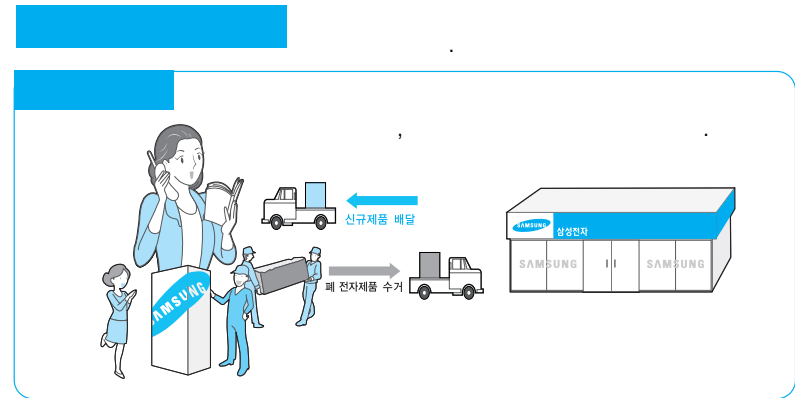 .
, .
신규제품 배달
SAMSUNG 삼성전자
SAMSUNG SAMSUNG
폐 전자제품 수거
SAMSUNG